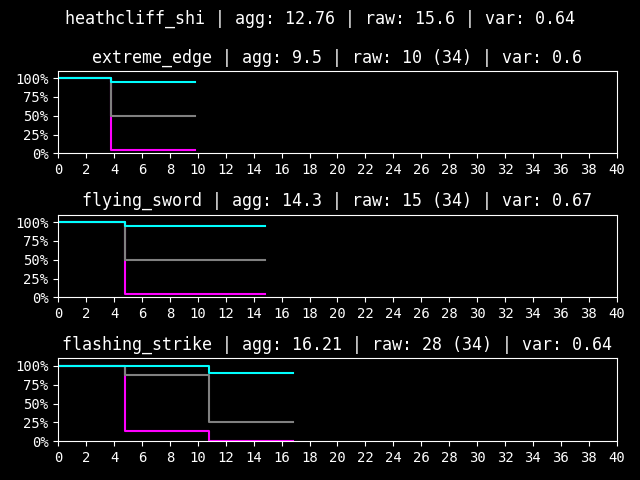 heathcliff_shi | agg: 12.76 | raw: 15.6 | var: 0.64
extreme_edge | agg: 9.5 | raw: 10 (34) | var: 0.6
100%
75%
50%
25%
0%
0 2 4 6 8 10 12 14 16 18 20 22 24 26 28 30 32 34 36 38 40
flying_sword | agg: 14.3 | raw: 15 (34) | var: 0.67
100%
75%
50%
25%
0%
0 2 4 6 8 10 12 14 16 18 20 22 24 26 28 30 32 34 36 38 40
flashing_strike | agg: 16.21 | raw: 28 (34) | var: 0.64
100%
75%
50%
25%
0%
0 2 4 6 8 10 12 14 16 18 20 22 24 26 28 30 32 34 36 38 40